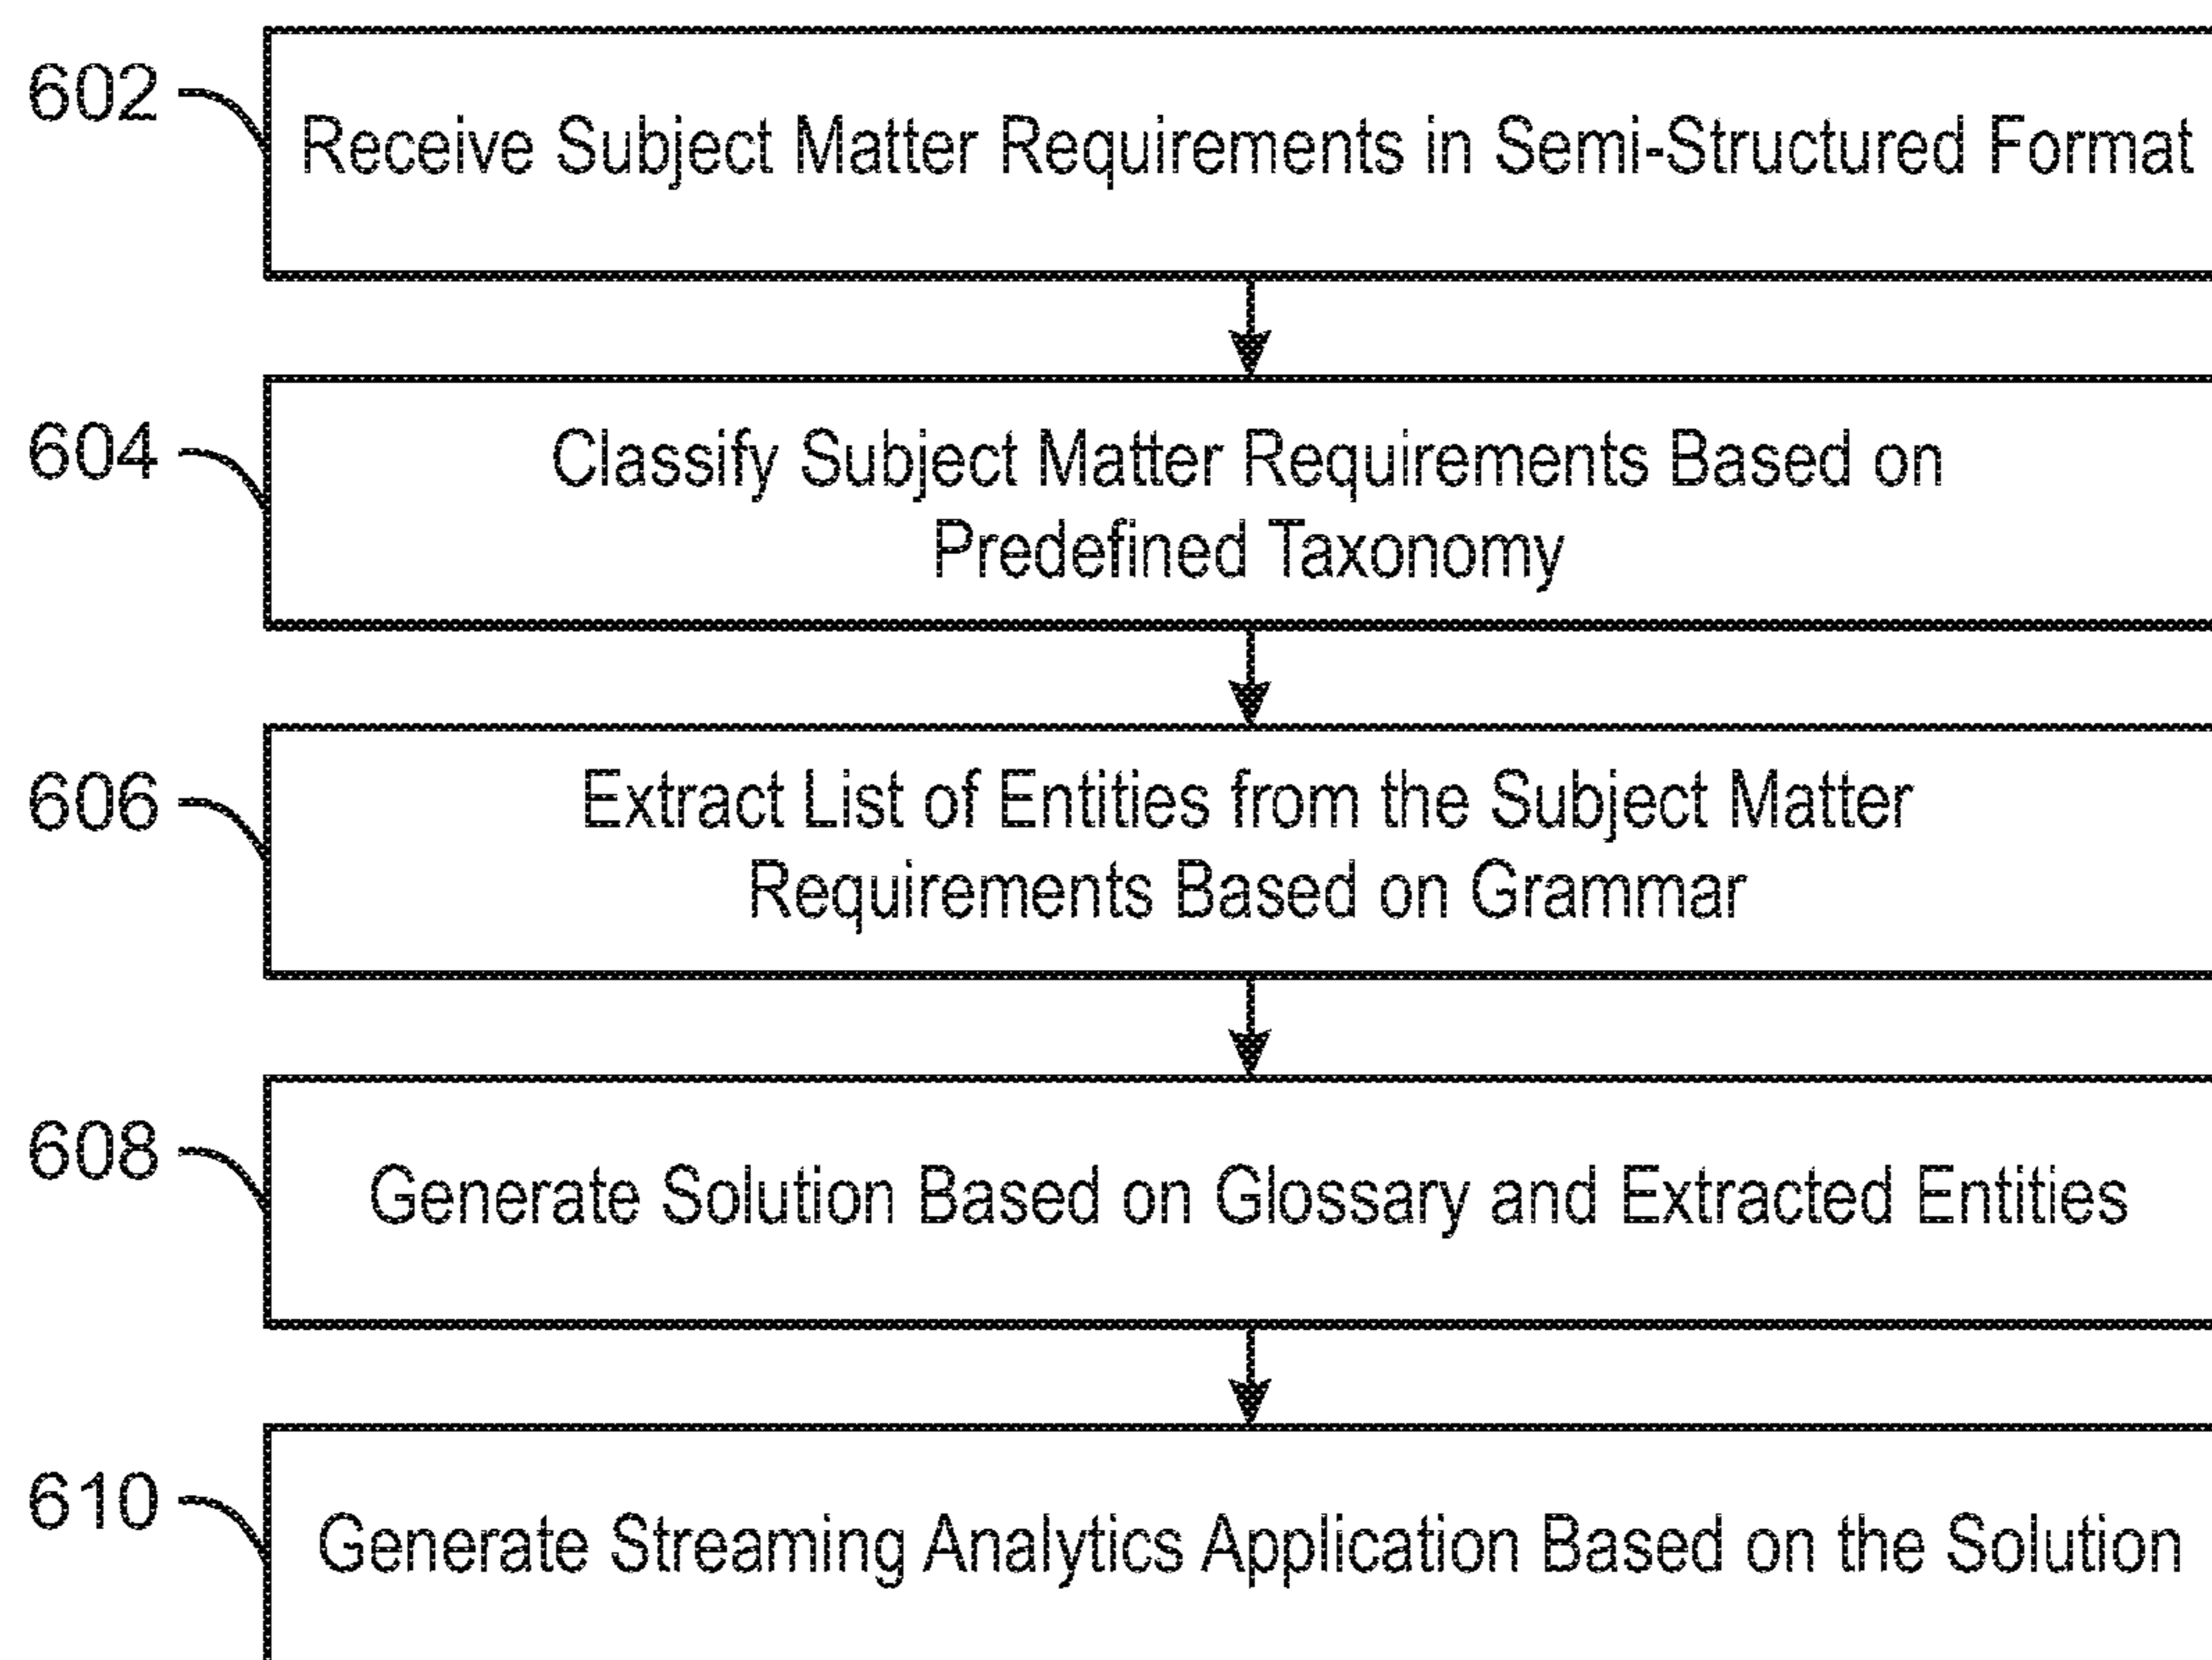 602
Receive Subject Matter Requirements in Semi-Structured Format
604
Classify Subject Matter Requirements Based on
Predefined Taxonomy
606
Extract List of Entities from the Subject Matter
Requirements Based on Grammar
608
Generate Solution Based on Glossary and Extracted Entities
610
Generate Streaming Analytics Application Based on the Solution